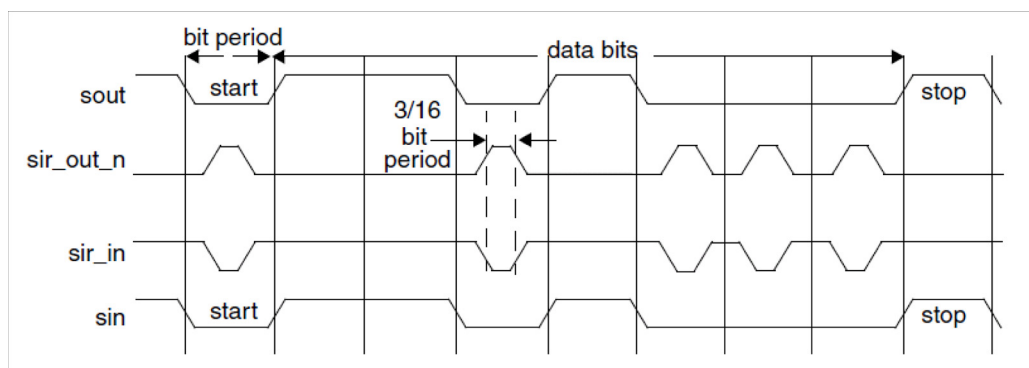 bit period
data bits
sout
start
stop
3/16
bit
period
sir_out_n
sir_in
sin
start
stop